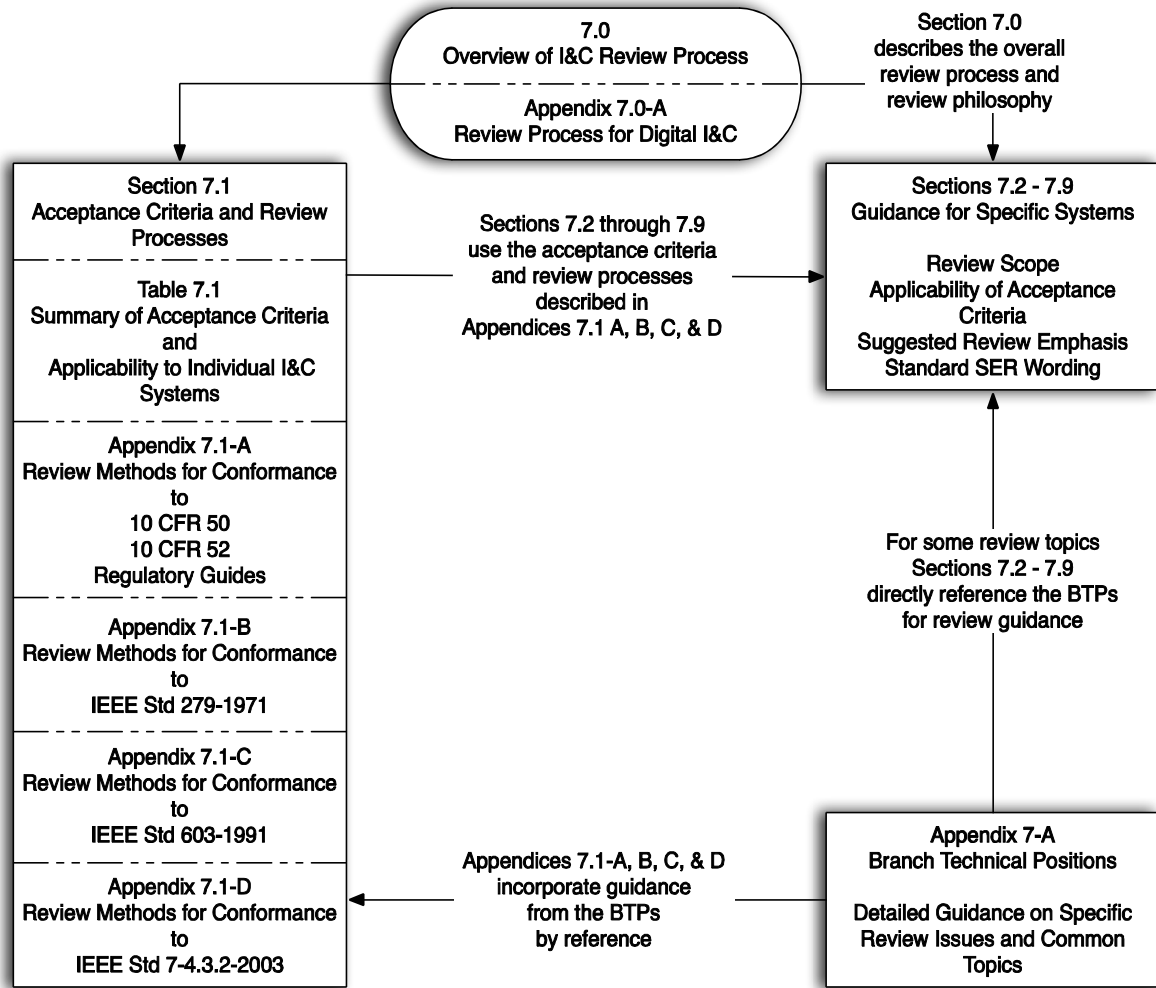 7.0
Overview of I&C Review Process
Appendix 7.0-A
Review Process for Digital I&C
Section 7.0
describes the overall
review process and
review philosophy
Section 7.1
Acceptance Criteria and Review
Processes
Table 7.1
Summary of Acceptance Criteria
and
Applicability to Individual I&C
Systems
Appendix 7.1-A
Review Methods for Conformance
to
10 CFR 50
10 CFR 52
Regulatory Guides
Appendix 7.1-B
Review Methods for Conformance
to
IEEE Std 279-1971
Appendix 7.1-C
Review Methods for Conformance
to
IEEE Std 603-1991
Appendix 7.1-D
Review Methods for Conformance
to
IEEE Std 7-4.3.2-2003
Sections 7.2 through 7.9
use the acceptance criteria
and review processes
described in
Appendices 7.1 A, B, C, & D
Sections 7.2 - 7.9
Guidance for Specific Systems
Review Scope
Applicability of Acceptance
Criteria
Suggested Review Emphasis
Standard SER Wording
For some review topics
Sections 7.2 - 7.9
directly reference the BTPs
for review guidance
Appendices 7.1-A, B, C, & D
incorporate guidance
from the BTPs
by reference
Appendix 7-A
Branch Technical Positions
Detailed Guidance on Specific
Review Issues and Common
Topics